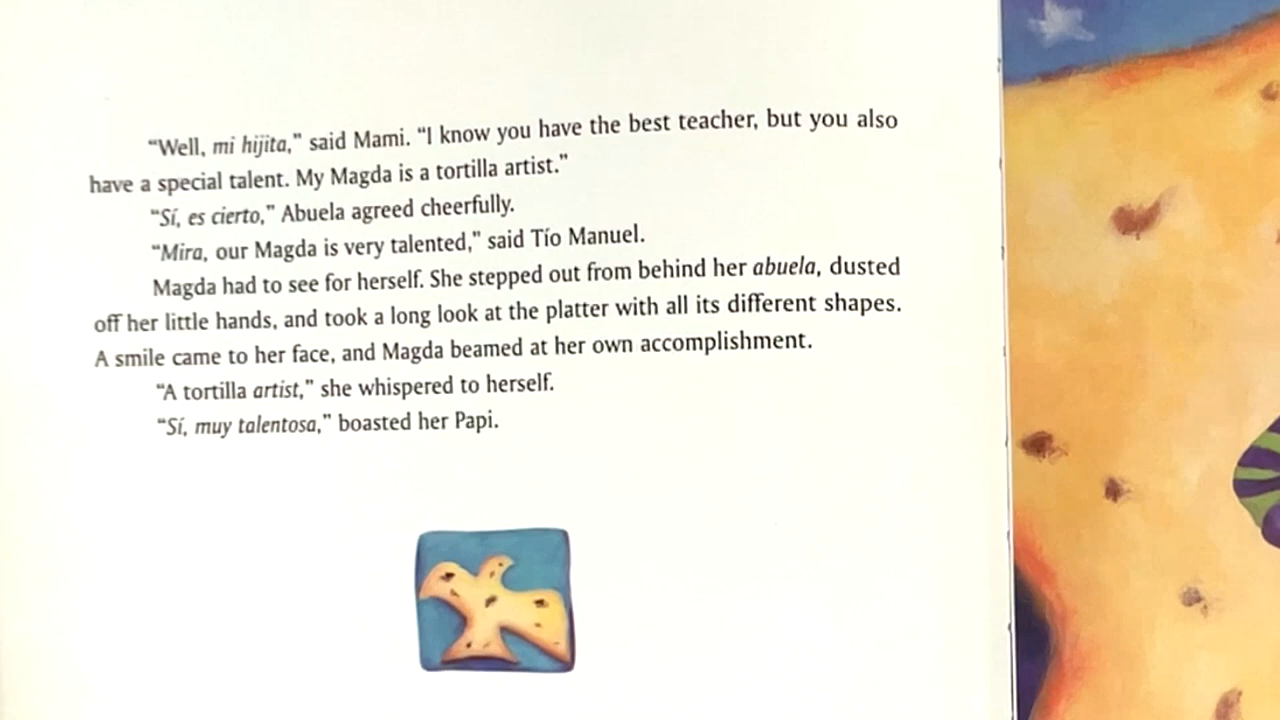 “Well, mi hijita,” said Mami. “I know you have the best teacher, but you also
have a special talent. My Magda is a tortilla artist.”
“Sí, es cierto,” Abuela agreed cheerfully.
“Mira, our Magda is very talented,” said Tío Manuel.
Magda had to see for herself. She stepped out from behind her abuela, dusted
off her little hands, and took a long look at the platter with all its different shapes.
A smile came to her face, and Magda beamed at her own accomplishment.
“A tortilla artist,” she whispered to herself.
“Sí, muy talentosa,” boasted her Papi.